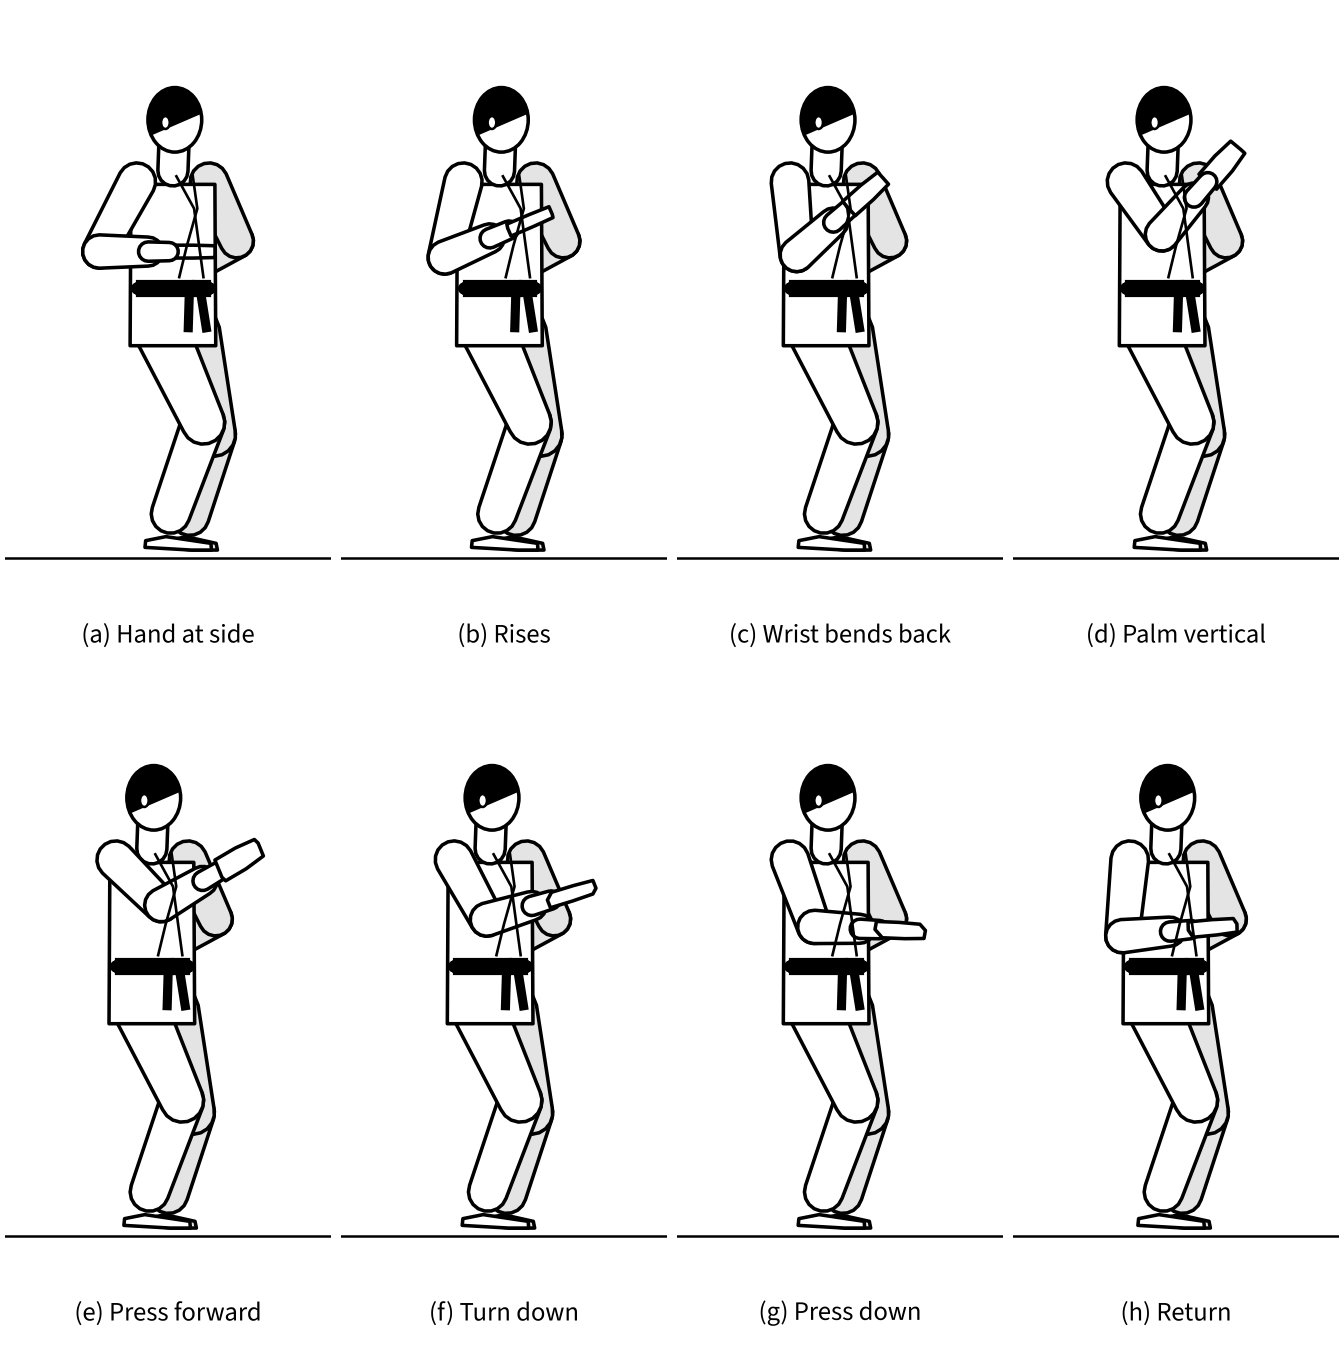 (a) Hand at side
(b) Rises
(c) Wrist bends back
(d) Palm vertical
(e) Press forward
(f) Turn down
(g) Press down
(h) Return